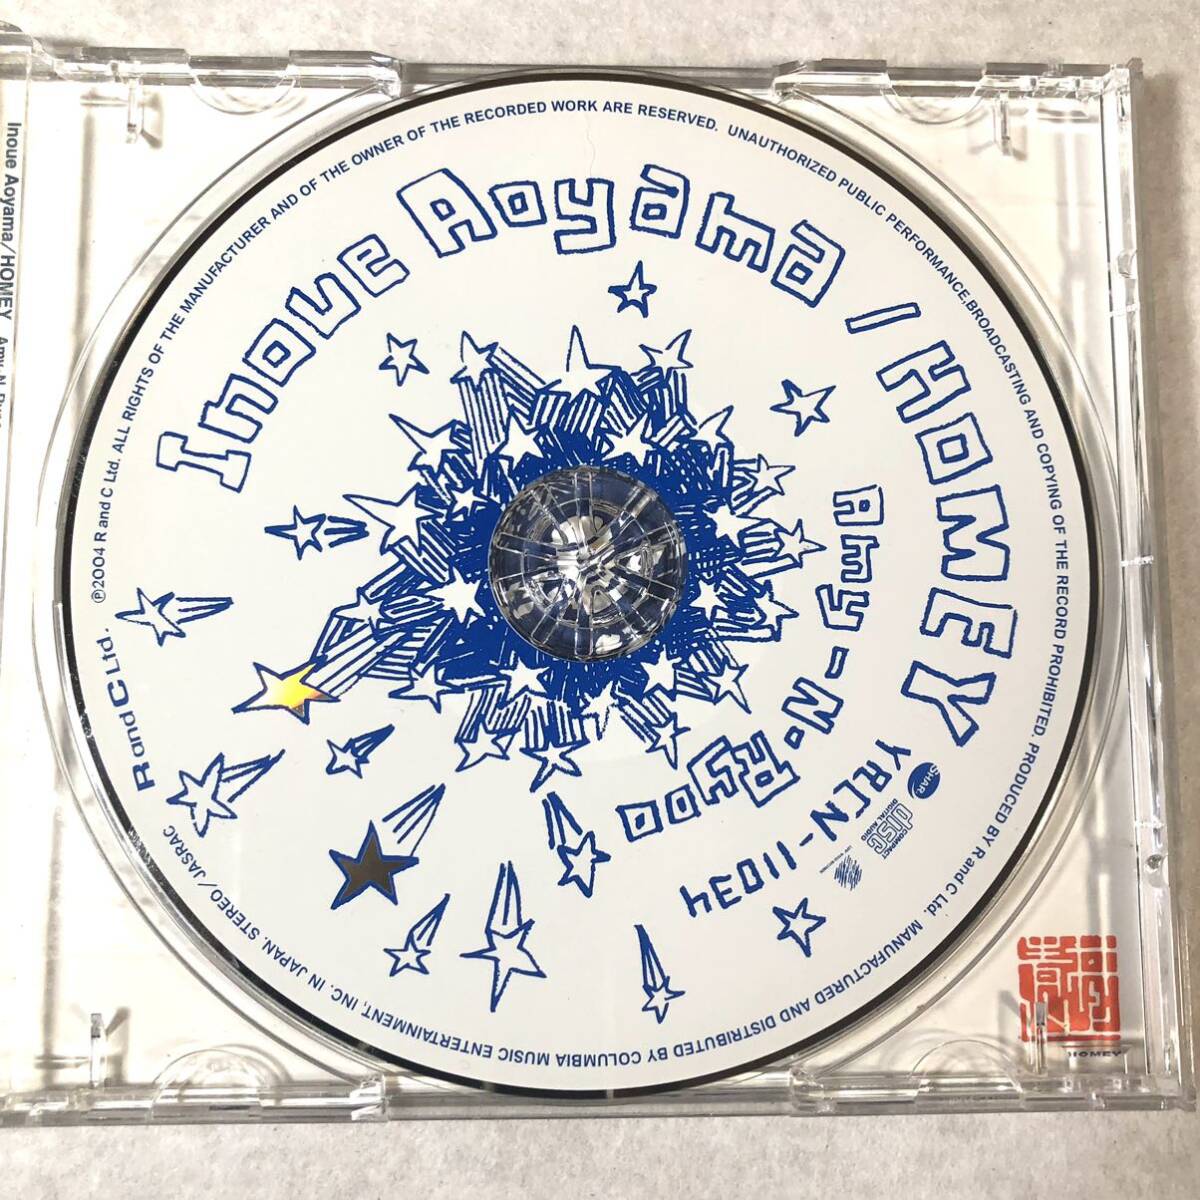 Inoue Aoyama / HOMEY
Amy-N.Ryoo
YRCN-11034
SHAR
COMPACT
disc
DIGITAL AUDIO
R and C Ltd.
℗2004 R and C Ltd. ALL RIGHTS OF THE MANUFACTURER AND OF THE OWNER OF THE RECORDED WORK ARE RESERVED. UNAUTHORIZED PUBLIC PERFORMANCE,BROADCASTING AND COPYING OF THE RECORD PROHIBITED. PRODUCED BY R and C Ltd. MANUFACTURED AND DISTRIBUTED BY COLUMBIA MUSIC ENTERTAINMENT, INC. IN JAPAN. STEREO / JASRAC
Inoue Aoyama/HOMEY
HOMEY